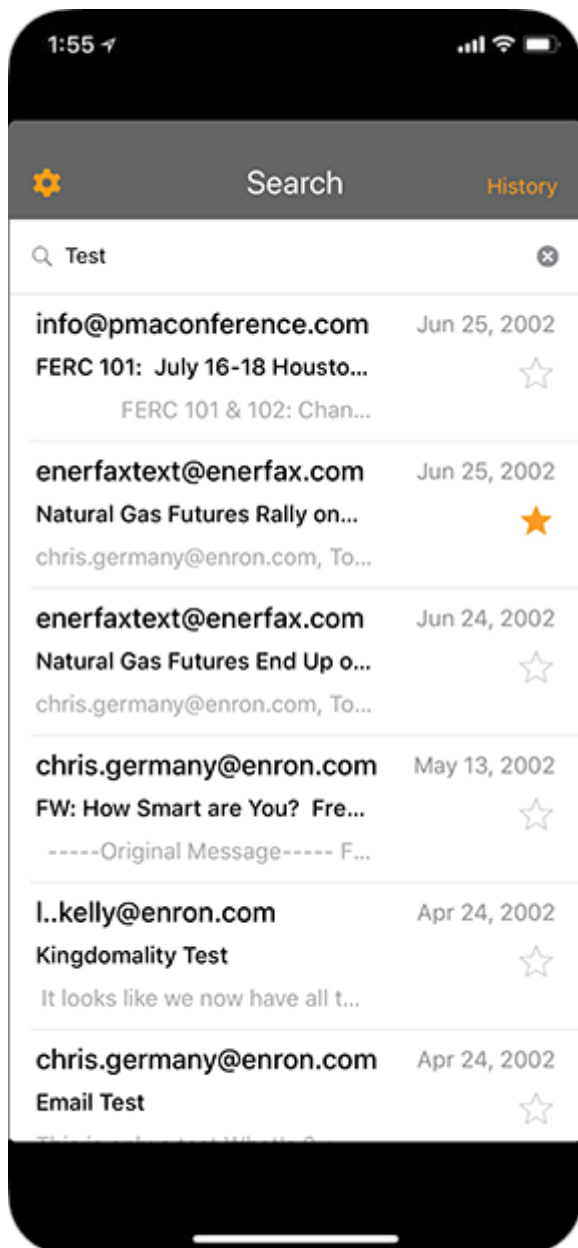 1:55
Search
History
Test
info@pmaconference.com Jun 25, 2002
FERC 101:  July 16-18 Housto...
FERC 101 & 102: Chan...
enerfaxtext@enerfax.com Jun 25, 2002
Natural Gas Futures Rally on...
chris.germany@enron.com, To...
enerfaxtext@enerfax.com Jun 24, 2002
Natural Gas Futures End Up o...
chris.germany@enron.com, To...
chris.germany@enron.com May 13, 2002
FW: How Smart are You?  Fre...
-----Original Message----- F...
l..kelly@enron.com Apr 24, 2002
Kingdomality Test
It looks like we now have all t...
chris.germany@enron.com Apr 24, 2002
Email Test
This is only a test